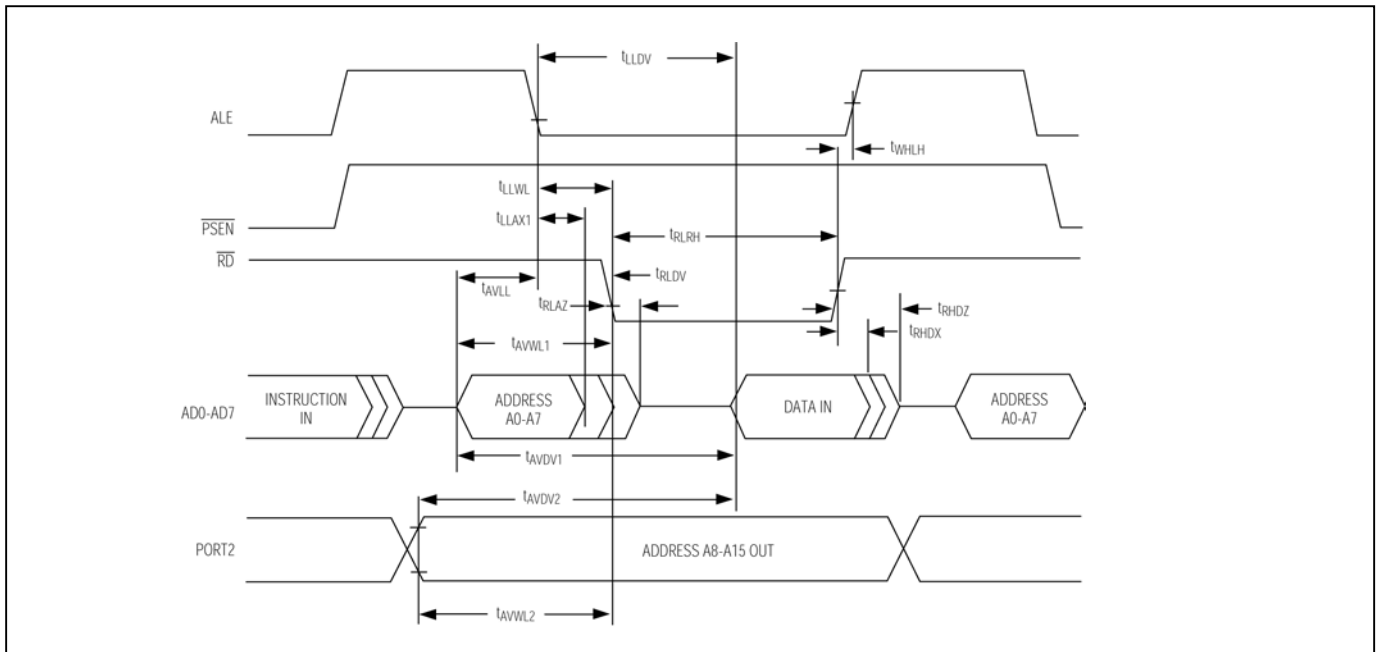 tLLDV
ALE
tWHLH
tLLWL
tLLAX1
PSEN
tRLRH
RD
tRLDV
tAVLL
tRLAZ
tRHDZ
tRHDX
tAVWL1
INSTRUCTION
IN
ADDRESS
A0-A7
DATA IN
ADDRESS
A0-A7
AD0-AD7
tAVDV1
tAVDV2
PORT2
ADDRESS A8-A15 OUT
tAVWL2